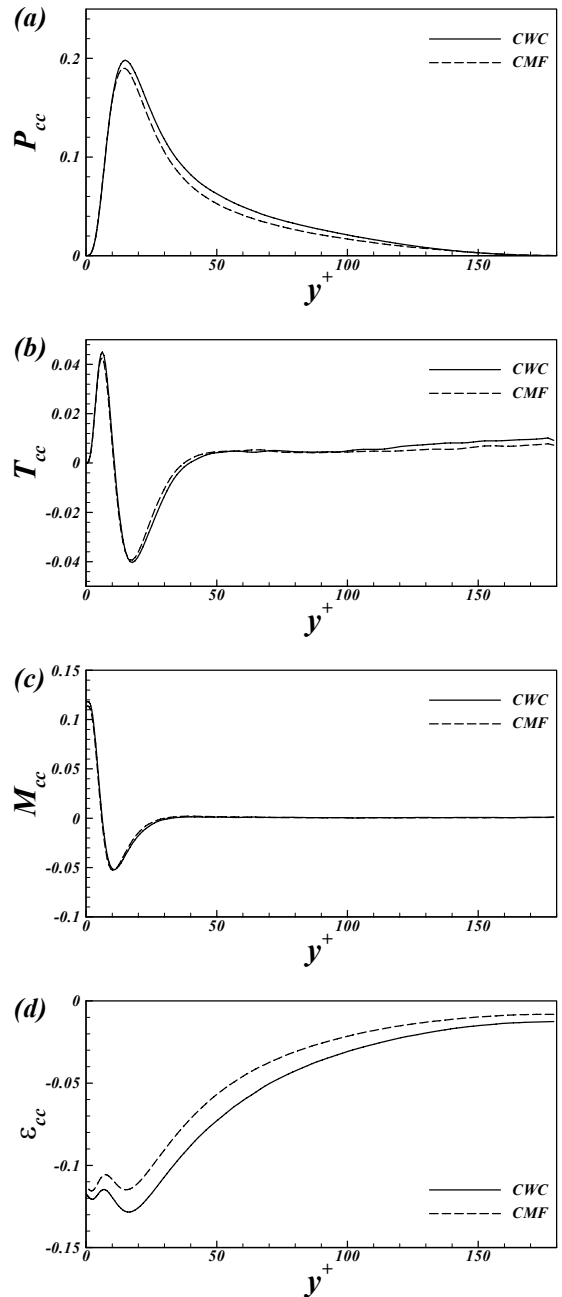 (a)
CWC
CMF
P_cc
0.2
0.1
0
0 50 100 150
y^+
(b)
CWC
CMF
T_cc
0.04
0.02
0
-0.02
-0.04
0 50 100 150
y^+
(c)
CWC
CMF
M_cc
0.15
0.1
0.05
0
-0.05
-0.1
0 50 100 150
y^+
(d)
ε_cc
0
-0.05
-0.1
-0.15
CWC
CMF
0 50 100 150
y^+